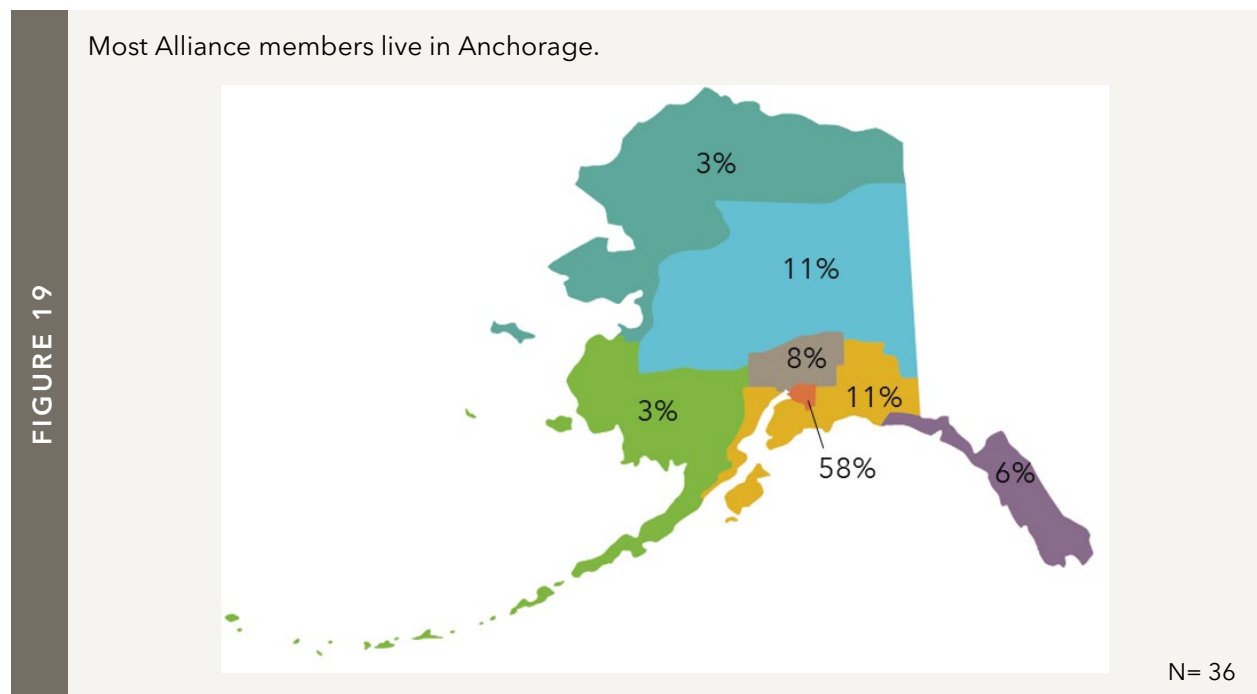 FIGURE 19
Most Alliance members live in Anchorage.
3%
11%
8%
11%
3%
58%
6%
N= 36